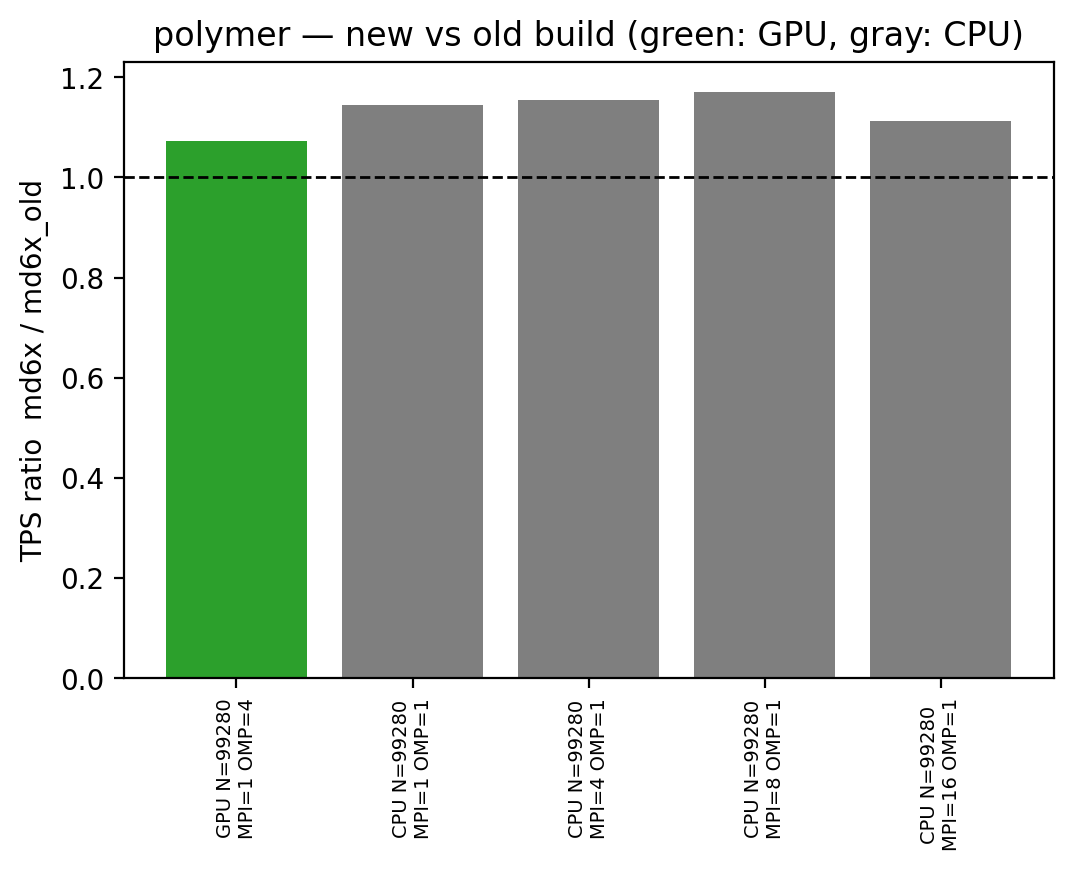 polymer — new vs old build (green: GPU, gray: CPU)
TPS ratio  md6x / md6x_old
1.2
1.0
0.8
0.6
0.4
0.2
0.0
GPU N=99280
MPI=1 OMP=4
CPU N=99280
MPI=1 OMP=1
CPU N=99280
MPI=4 OMP=1
CPU N=99280
MPI=8 OMP=1
CPU N=99280
MPI=16 OMP=1